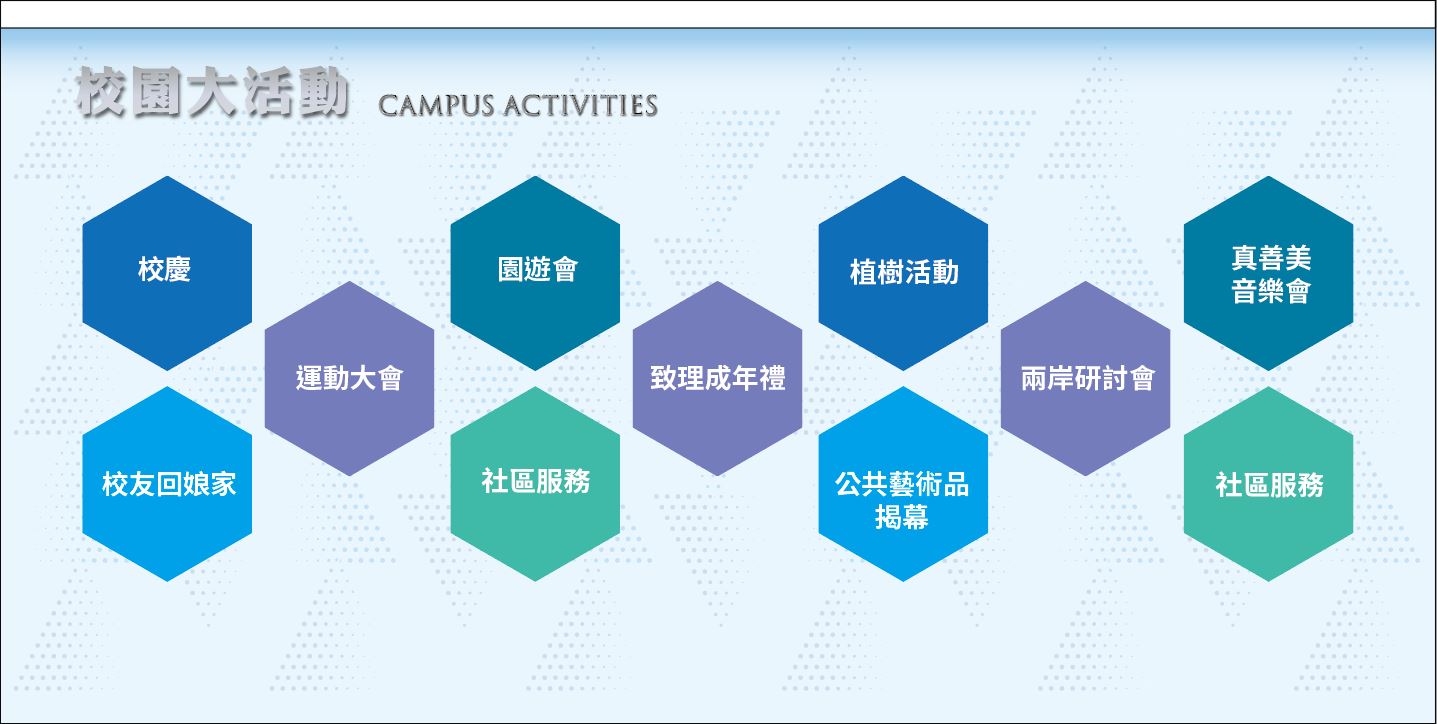 校園大活動 CAMPUS ACTIVITIES
校慶
園遊會
植樹活動
真善美
音樂會
運動大會
致理成年禮
兩岸研討會
校友回娘家
社區服務
公共藝術品
揭幕
社區服務